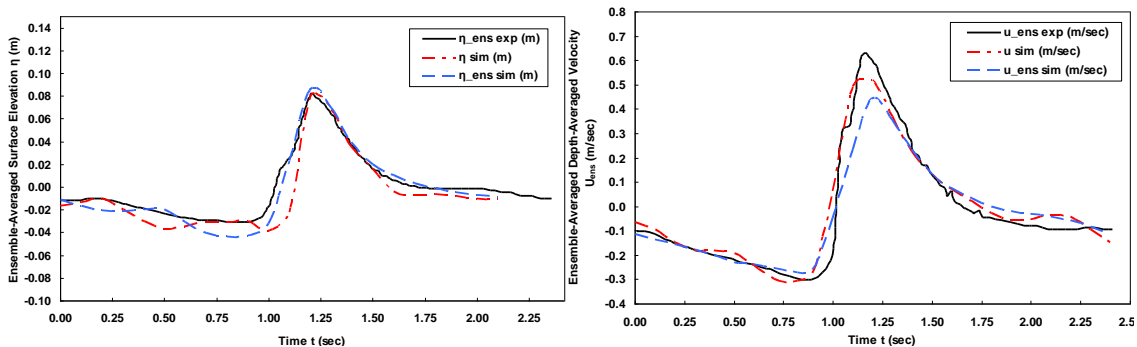 Ensemble-Averaged Surface Elevation η (m)
0.14
0.12
0.10
0.08
0.06
0.04
0.02
0.00
-0.02
-0.04
-0.06
-0.08
-0.10
η_ens exp (m)
η sim (m)
η_ens sim (m)
0.00 0.25 0.50 0.75 1.00 1.25 1.50 1.75 2.00 2.25
Time t (sec)
Ensemble-Averaged Depth-Averaged Velocity
Uens (m/sec)
0.8
0.7
0.6
0.5
0.4
0.3
0.2
0.1
0.0
-0.1
-0.2
-0.3
-0.4
u_ens exp (m/sec)
u sim (m/sec)
u_ens sim (m/sec)
0.00 0.25 0.50 0.75 1.00 1.25 1.50 1.75 2.00 2.25 2.5
Time t (sec)